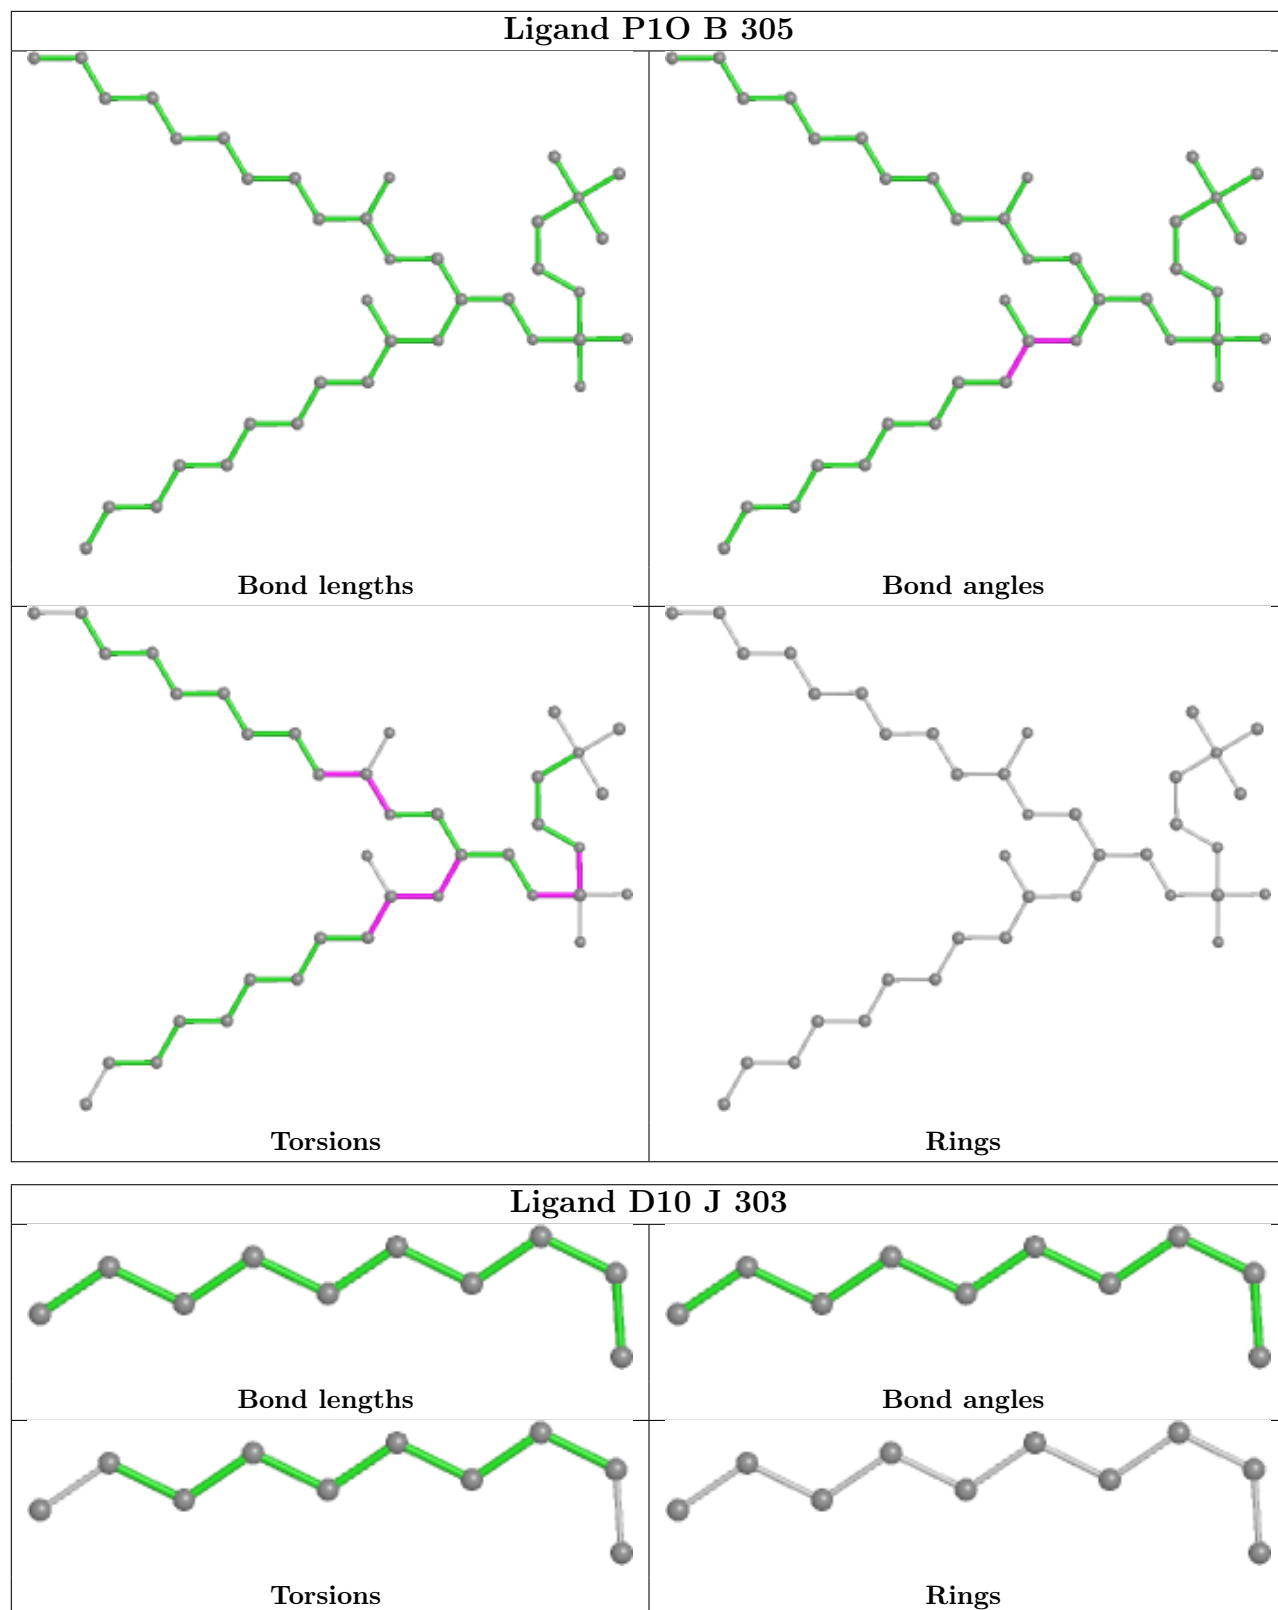 Ligand P1O B 305
Bond lengths
Bond angles
Torsions
Rings
Ligand D10 J 303
Bond lengths
Bond angles
Torsions
Rings